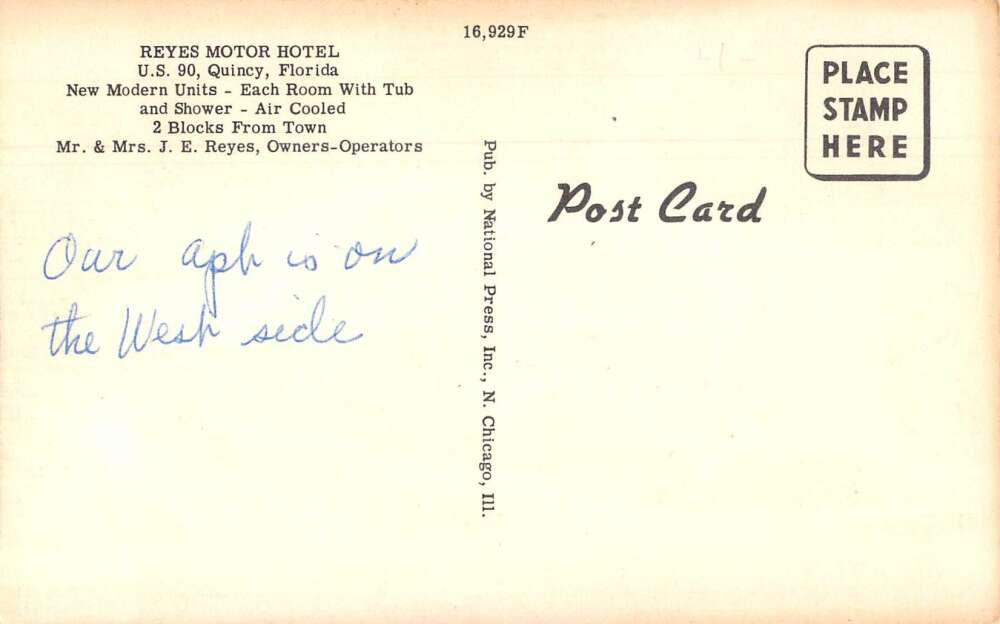 16,929F
REYES MOTOR HOTEL
U.S. 90, Quincy, Florida
New Modern Units - Each Room With Tub
and Shower - Air Cooled
2 Blocks From Town
Mr. & Mrs. J. E. Reyes, Owners-Operators
Our apt is on
the West side
Pub. by National Press, Inc., N. Chicago, Ill.
Post Card
PLACE
STAMP
HERE